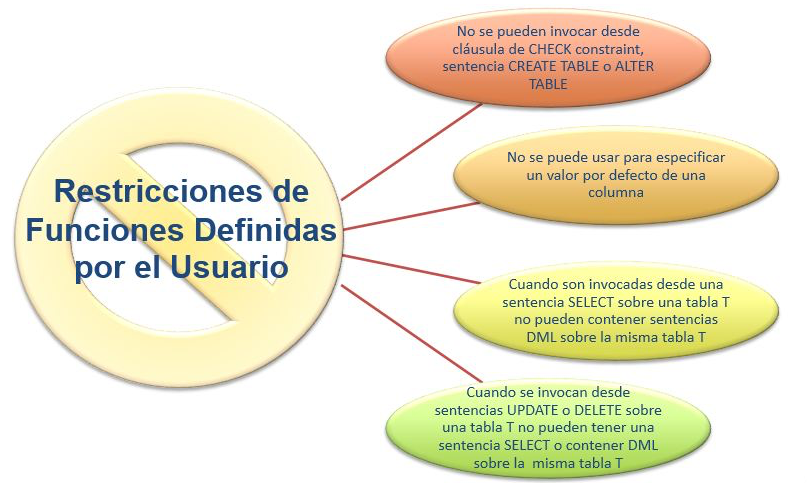 Restricciones de
Funciones Definidas
por el Usuario
No se pueden invocar desde
cláusula de CHECK constraint,
sentencia CREATE TABLE o ALTER
TABLE
No se puede usar para especificar
un valor por defecto de una
columna
Cuando son invocadas desde una
sentencia SELECT sobre una tabla T
no pueden contener sentencias
DML sobre la misma tabla T
Cuando se invocan desde
sentencias UPDATE o DELETE sobre
una tabla T no pueden tener una
sentencia SELECT o contener DML
sobre la misma tabla T